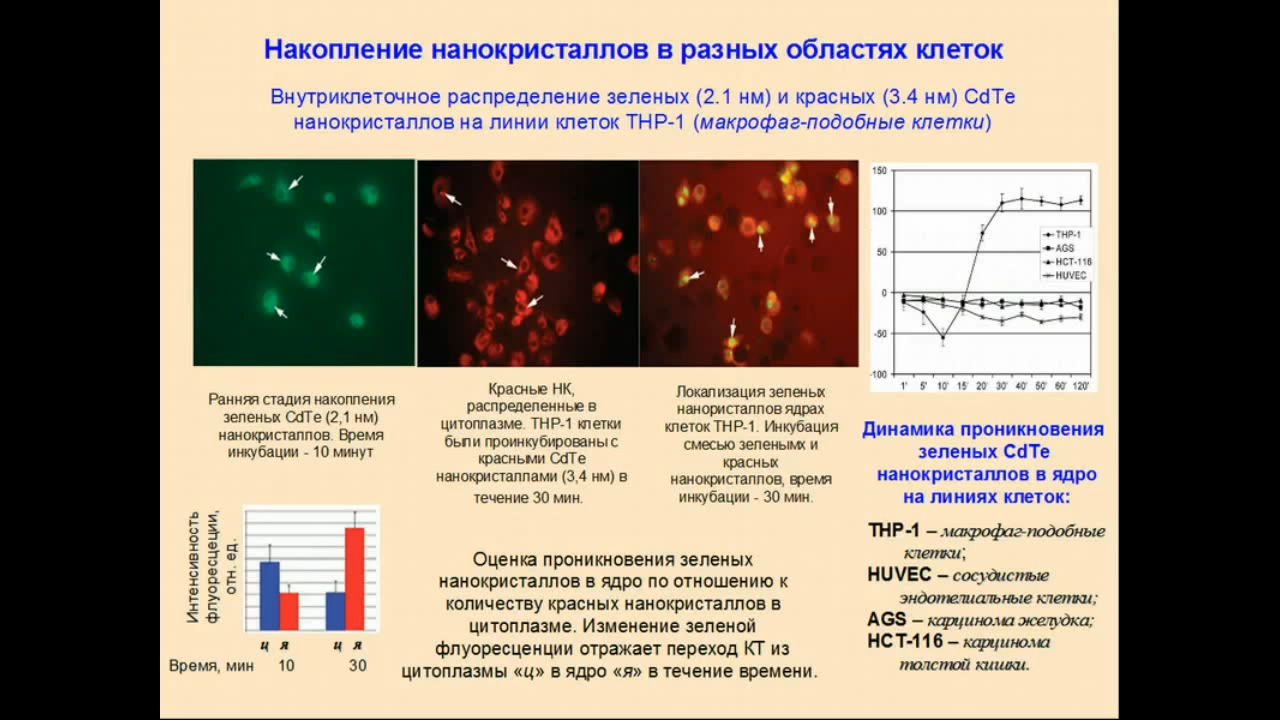 Накопление нанокристаллов в разных областях клеток
Внутриклеточное распределение зеленых (2.1 нм) и красных (3.4 нм) CdTe
нанокристаллов на линии клеток THP-1 (макрофаг-подобные клетки)
Ранняя стадия накопления
зеленых CdTe (2,1 nm)
нанокристаллов. Время
инкубации - 10 минут
Красные НК,
распределенные в
цитоплазме. THP-1 клетки
были проинкубированы с
красными CdTe
нанокристаллами (3,4 нм) в
течение 30 мин.
Локализация зеленых
нанористаллов ядрах
клеток THP-1. Инкубация
смесью зеленымх и
красных
нанокристаллов, время
инкубации - 30 мин.
150
100
50
0
-50
-100
THP-1
AGS
HCT-116
HUVEC
1' 5' 10' 15' 20' 30' 40' 50' 60' 120'
Динамика проникновения
зеленых CdTe
нанокристаллов в ядро
на линиях клеток:
THP-1 – макрофаг-подобные
клетки;
HUVEC – сосудистые
эндотелиальные клетки;
AGS – карцинома желудка;
HCT-116 – карцинома
толстой кишки.
Интенсивность
флуоресцеци,
отн. ед.
ц я ц я
Время, мин 10 30
Оценка проникновения зеленых
нанокристаллов в ядро по отношению к
количеству красных нанокристаллов в
цитоплазме. Изменение зеленой
флуоресценции отражает переход КТ из
цитоплазмы «ц» в ядро «я» в течение времени.